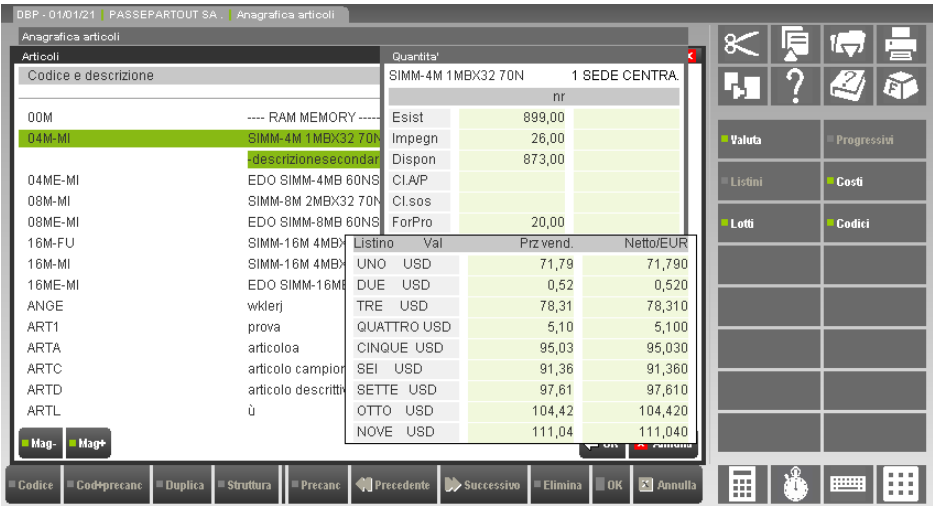 DBP - 01/01/21 | PASSEPARTOUT SA . | Anagrafica articoli
Anagrafica articoli
Articoli
Codice e descrizione
00M ---- RAM MEMORY -----
04M-MI SIMM-4M 1MBX32 70N
-descrizionesecondar
04ME-MI EDO SIMM-4MB 60NS
08M-MI SIMM-8M 2MBX32 70N
08ME-MI EDO SIMM-8MB 60NS
16M-FU SIMM-16M 4MBX
16M-MI SIMM-16M 4MBX
16ME-MI EDO SIMM-16ME
ANGE wklerj
ART1 prova
ARTA articoloa
ARTC articolo campior
ARTD articolo descrittiv
ARTL ù
Mag- Mag+
OK Annulla
Quantita'
SIMM-4M 1MBX32 70N 1 SEDE CENTRA.
nr
Esist 899,00
Impegn 26,00
Dispon 873,00
Cl.A/P
Cl.sos
ForPro 20,00
Listino Val Prz vend. Netto/EUR
UNO USD 71,79 71,790
DUE USD 0,52 0,520
TRE USD 78,31 78,310
QUATTRO USD 5,10 5,100
CINQUE USD 95,03 95,030
SEI USD 91,36 91,360
SETTE USD 97,61 97,610
OTTO USD 104,42 104,420
NOVE USD 111,04 111,040
Valuta Progressivi
Listini Costi
Lotti Codici
Codice Cod+precanc Duplica Struttura Precanc Precedente Successivo Elimina OK Annulla